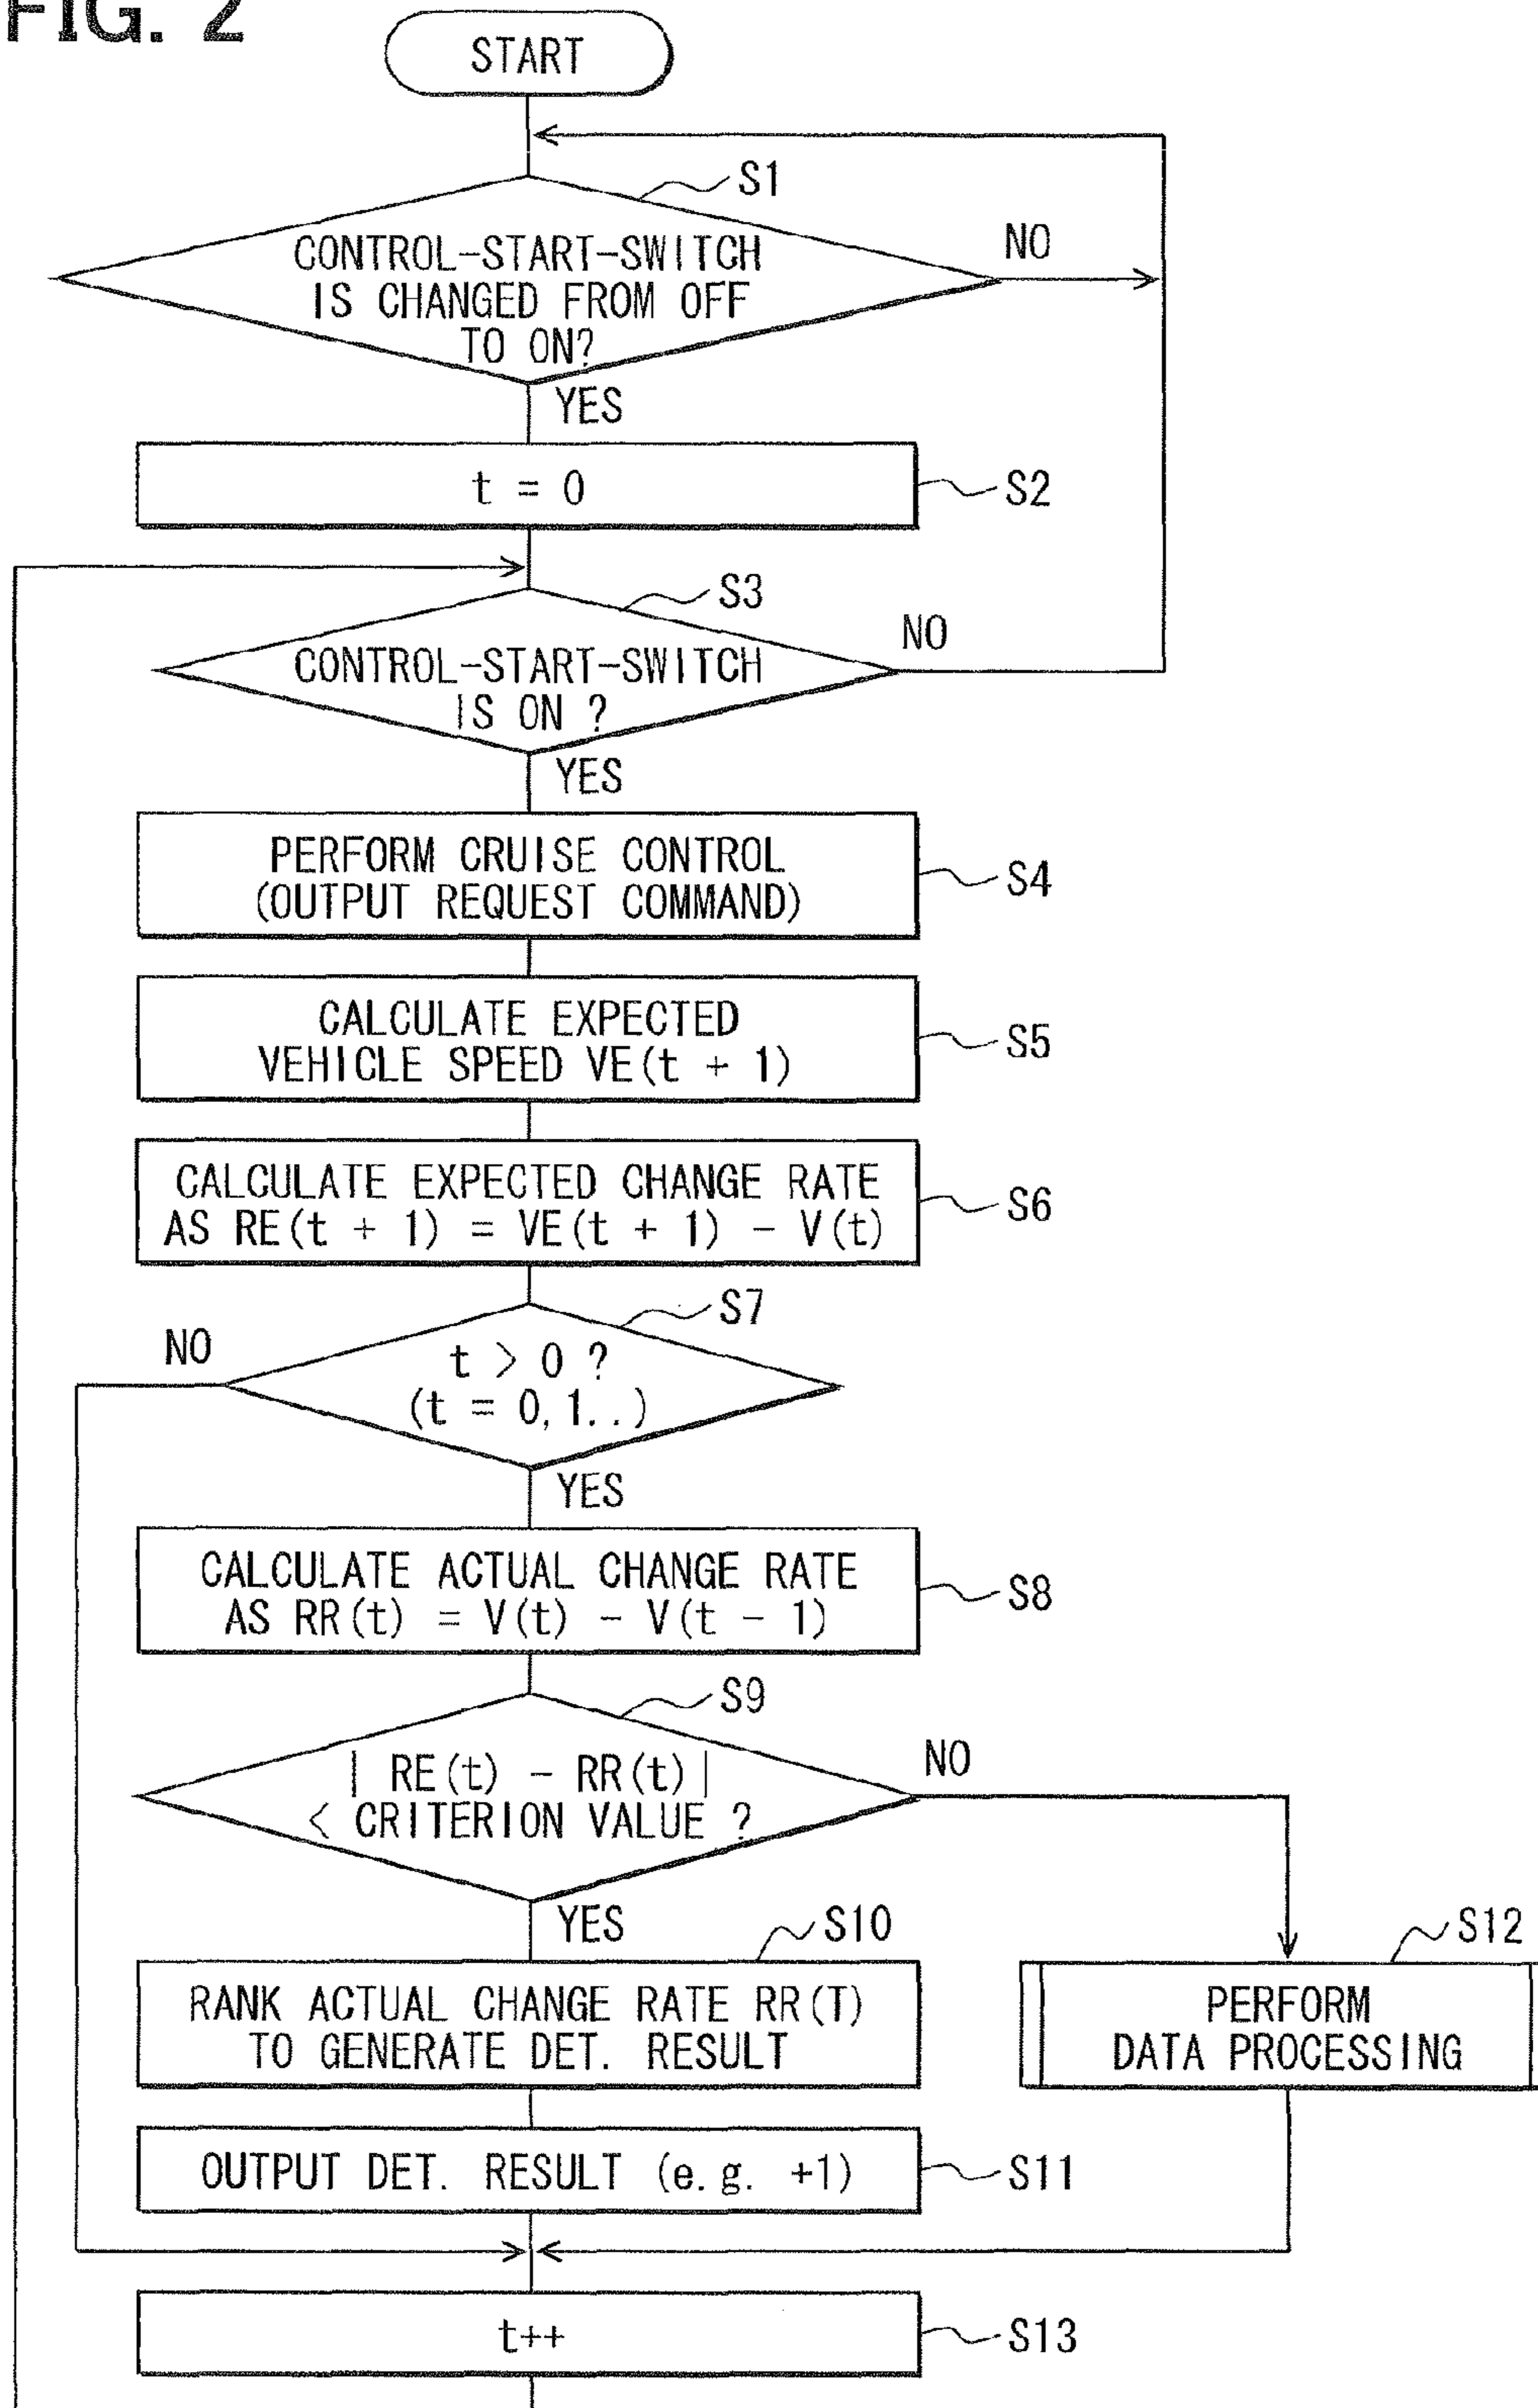 FIG. 2
START
S1
CONTROL-START-SWITCH
IS CHANGED FROM OFF
TO ON?
NO
YES
t = 0
S2
S3
CONTROL-START-SWITCH
IS ON ?
NO
YES
PERFORM CRUISE CONTROL
(OUTPUT REQUEST COMMAND)
S4
CALCULATE EXPECTED
VEHICLE SPEED VE(t + 1)
S5
CALCULATE EXPECTED CHANGE RATE
AS RE(t + 1) = VE(t + 1) - V(t)
S6
S7
NO
t > 0 ?
(t = 0, 1..)
YES
CALCULATE ACTUAL CHANGE RATE
AS RR(t) = V(t) - V(t - 1)
S8
S9
| RE(t) - RR(t) |
< CRITERION VALUE ?
NO
YES
S10
RANK ACTUAL CHANGE RATE RR(T)
TO GENERATE DET. RESULT
S12
PERFORM
DATA PROCESSING
OUTPUT DET. RESULT (e.g. +1)
S11
t++
S13